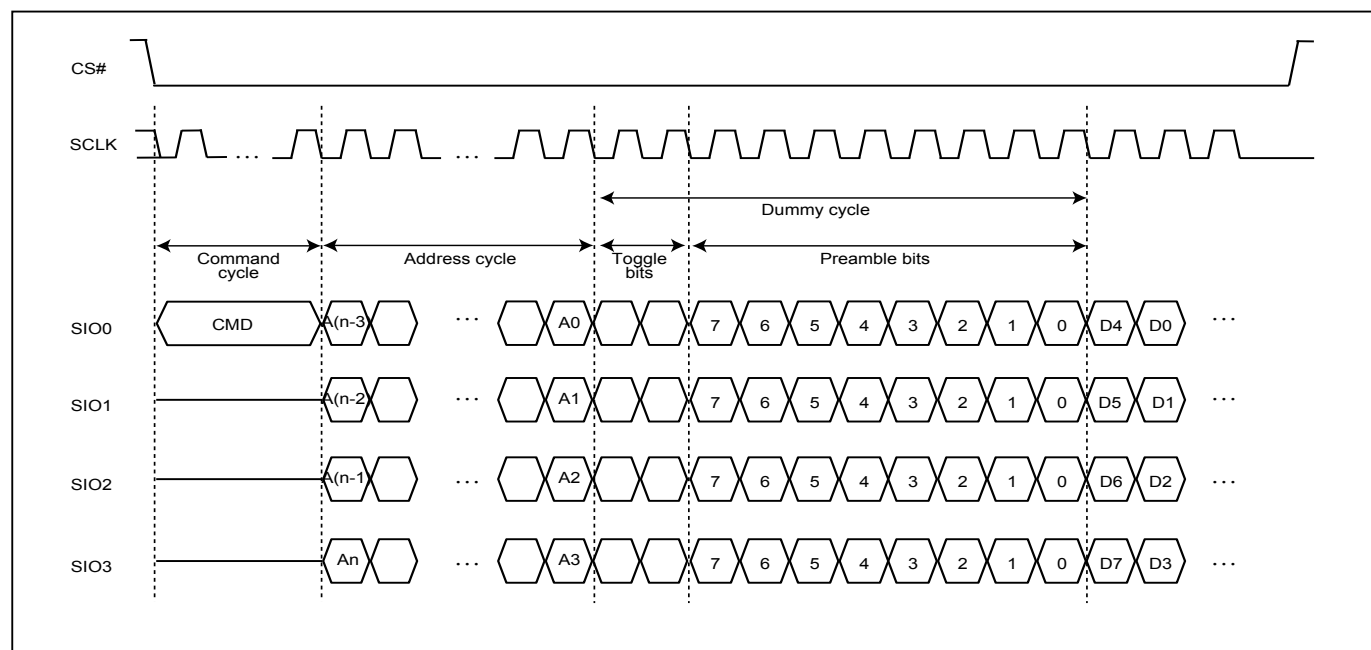 CS#
SCLK ... ...
Dummy cycle
Command cycle Address cycle Toggle bits Preamble bits
SIO0 CMD A(n-3) ... A0 7 6 5 4 3 2 1 0 D4 D0 ...
SIO1 A(n-2 ... A1 7 6 5 4 3 2 1 0 D5 D1 ...
SIO2 A(n-1 ... A2 7 6 5 4 3 2 1 0 D6 D2 ...
SIO3 An ... A3 7 6 5 4 3 2 1 0 D7 D3 ...